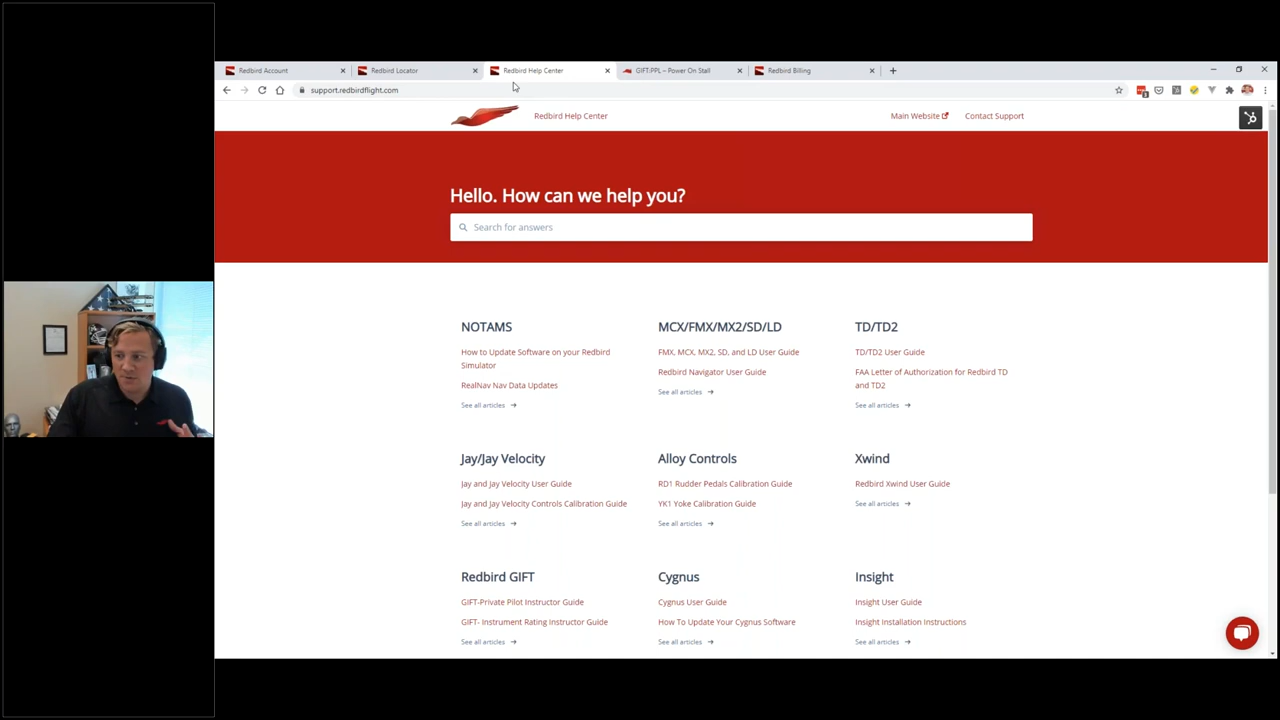 Redbird Account
Redbird Locator
Redbird Help Center
GIFT:PPL – Power On Stall
Redbird Billing
support.redbirdflight.com
Redbird Help Center
Main Website
Contact Support
Hello. How can we help you?
Search for answers
NOTAMS
How to Update Software on your Redbird
Simulator
RealNav Nav Data Updates
See all articles
MCX/FMX/MX2/SD/LD
FMX, MCX, MX2, SD, and LD User Guide
Redbird Navigator User Guide
See all articles
TD/TD2
TD/TD2 User Guide
FAA Letter of Authorization for Redbird TD
and TD2
See all articles
Jay/Jay Velocity
Jay and Jay Velocity User Guide
Jay and Jay Velocity Controls Calibration Guide
See all articles
Alloy Controls
RD1 Rudder Pedals Calibration Guide
YK1 Yoke Calibration Guide
See all articles
Xwind
Redbird Xwind User Guide
See all articles
Redbird GIFT
GIFT-Private Pilot Instructor Guide
GIFT- Instrument Rating Instructor Guide
See all articles
Cygnus
Cygnus User Guide
How To Update Your Cygnus Software
See all articles
Insight
Insight User Guide
Insight Installation Instructions
See all articles